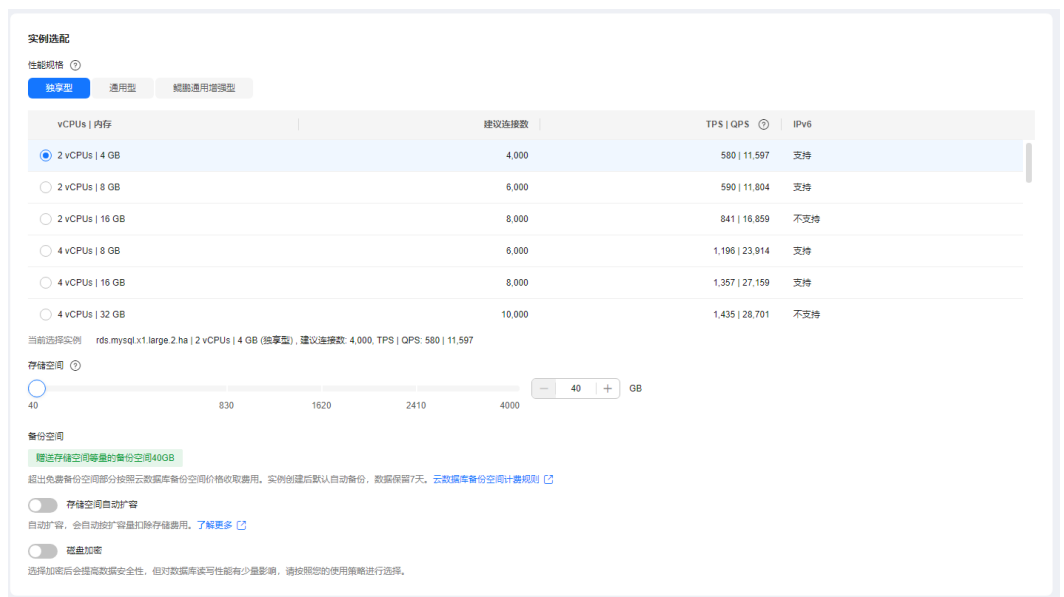 实例选配
性能规格 ?
独享型 通用型 鲲鹏通用增强型
vCPUs | 内存 建议连接数 TPS | QPS ? IPv6
2 vCPUs | 4 GB 4,000 580 | 11,597 支持
2 vCPUs | 8 GB 6,000 590 | 11,804 支持
2 vCPUs | 16 GB 8,000 841 | 16,859 不支持
4 vCPUs | 8 GB 6,000 1,196 | 23,914 支持
4 vCPUs | 16 GB 8,000 1,357 | 27,159 支持
4 vCPUs | 32 GB 10,000 1,435 | 28,701 不支持
当前选择实例 rds.mysql.x1.large.2.ha | 2 vCPUs | 4 GB (独享型) , 建议连接数: 4,000, TPS | QPS: 580 | 11,597
存储空间 ?
− 40 + GB
40 830 1620 2410 4000
备份空间
赠送存储空间等量的备份空间40GB
超出免费备份空间部分按照云数据库备份空间价格收取费用。实例创建后默认自动备份，数据保留7天。云数据库备份空间计费规则
存储空间自动扩容
自动扩容，会自动按扩容量扣除存储费用。了解更多
磁盘加密
选择加密后会提高数据安全性，但对数据库读写性能有少量影响，请按照您的使用策略进行选择。